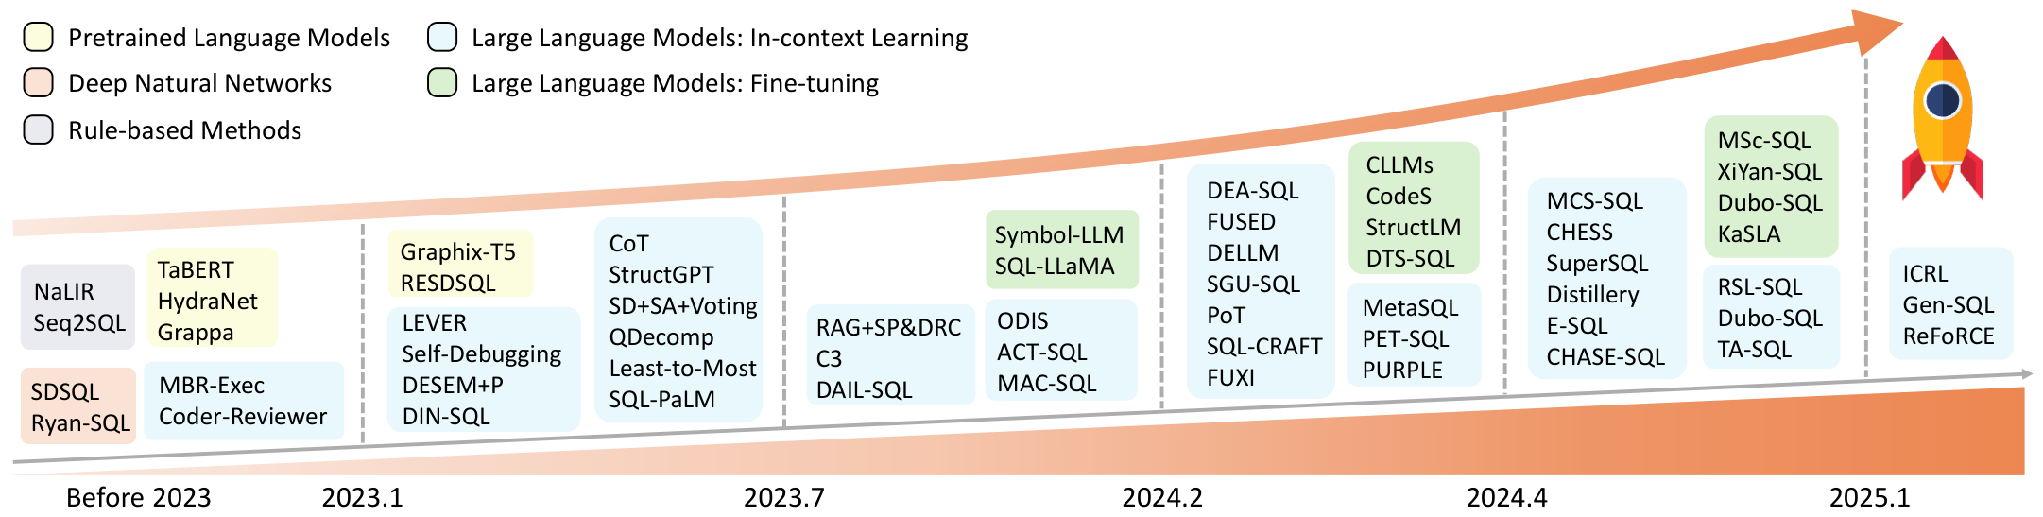 Pretrained Language Models
Deep Natural Networks
Rule-based Methods
Large Language Models: In-context Learning
Large Language Models: Fine-tuning
NaLIR
Seq2SQL
SDSQL
Ryan-SQL
TaBERT
HydraNet
Grappa
MBR-Exec
Coder-Reviewer
Graphix-T5
RESDSQL
LEVER
Self-Debugging
DESEM+P
DIN-SQL
CoT
StructGPT
SD+SA+Voting
QDecomp
Least-to-Most
SQL-PaLM
RAG+SP&DRC
C3
DAIL-SQL
Symbol-LLM
SQL-LLaMA
ODIS
ACT-SQL
MAC-SQL
DEA-SQL
FUSED
DELLM
SGU-SQL
PoT
SQL-CRAFT
FUXI
CLLMs
CodeS
StructLM
DTS-SQL
MetaSQL
PET-SQL
PURPLE
MCS-SQL
CHESS
SuperSQL
Distillery
E-SQL
CHASE-SQL
MSc-SQL
XiYan-SQL
Dubo-SQL
KaSLA
RSL-SQL
Dubo-SQL
TA-SQL
ICRL
Gen-SQL
ReFoRCE
Before 2023
2023.1
2023.7
2024.2
2024.4
2025.1